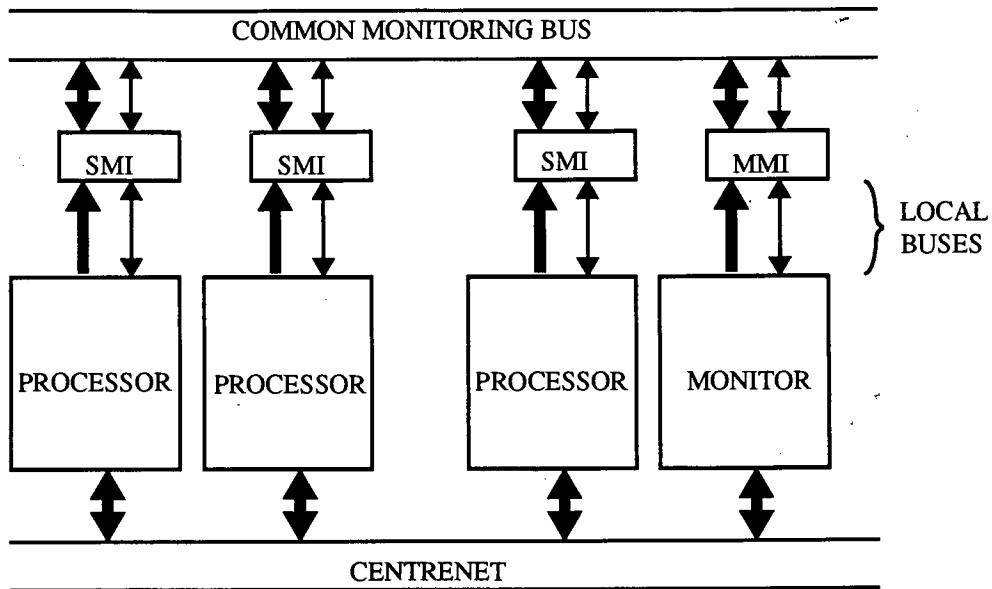 COMMON MONITORING BUS
SMI
SMI
SMI
MMI
LOCAL
BUSES
PROCESSOR
PROCESSOR
PROCESSOR
MONITOR
CENTRENET